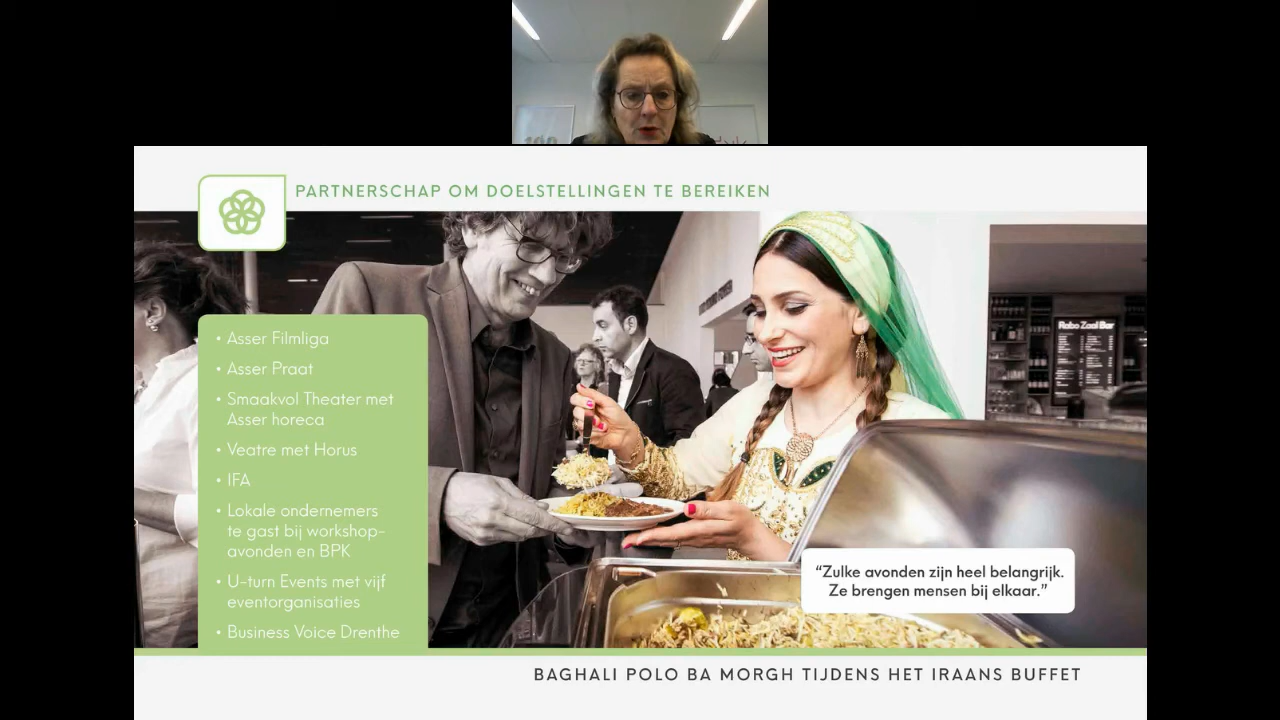 PARTNERSCHAP OM DOELSTELLINGEN TE BEREIKEN
Robo Zaal Bar
• Asser Filmliga
• Asser Praat
• Smaakvol Theater met
Asser horeca
• Veatre met Horus
• IFA
• Lokale ondernemers
te gast bij workshop-
avonden en BPK
• U-turn Events met vijf
eventorganisaties
• Business Voice Drenthe
“Zulke avonden zijn heel belangrijk.
Ze brengen mensen bij elkaar.”
BAGHALI POLO BA MORGH TIJDENS HET IRAANS BUFFET